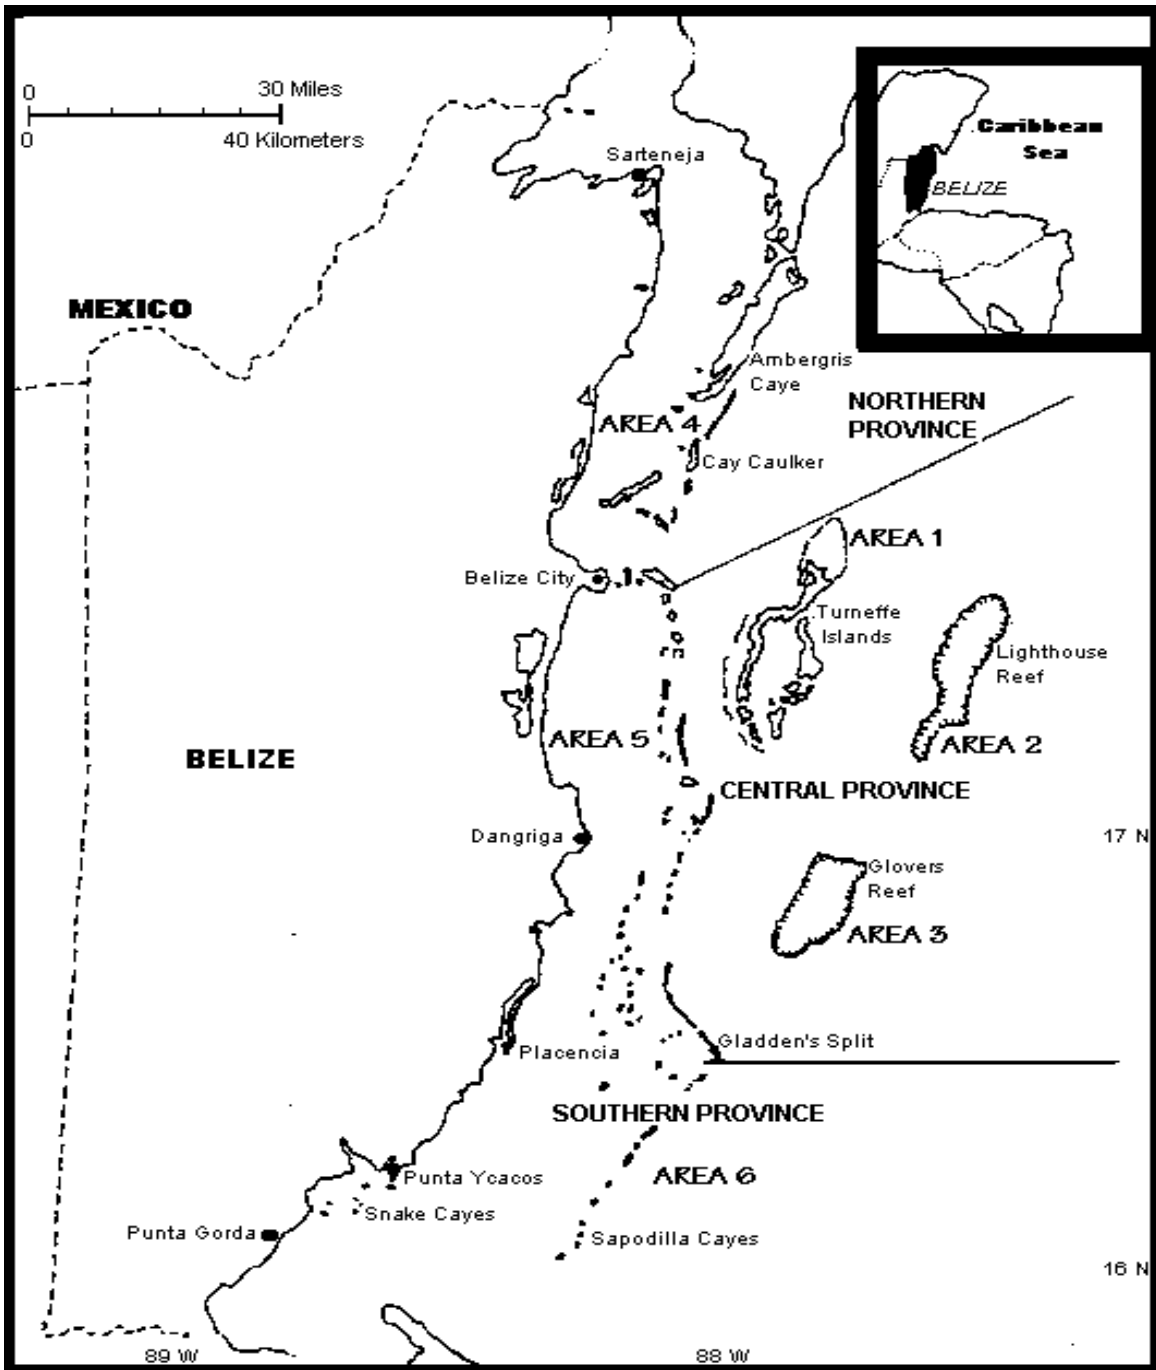 0
30 Miles
0
40 Kilometers
Sarteneja
Caribbean
Sea
BELIZE
MEXICO
Ambergris
Caye
NORTHERN
PROVINCE
AREA 4
Cay Caulker
AREA 1
Belize City
Turneffe
Islands
Lighthouse
Reef
AREA 5
AREA 2
BELIZE
CENTRAL PROVINCE
Dangriga
17 N
Glovers
Reef
AREA 3
Gladden's Split
Placencia
SOUTHERN PROVINCE
AREA 6
Punta Ycacos
Snake Cayes
Punta Gorda
Sapodilla Cayes
16 N
89 W
88 W